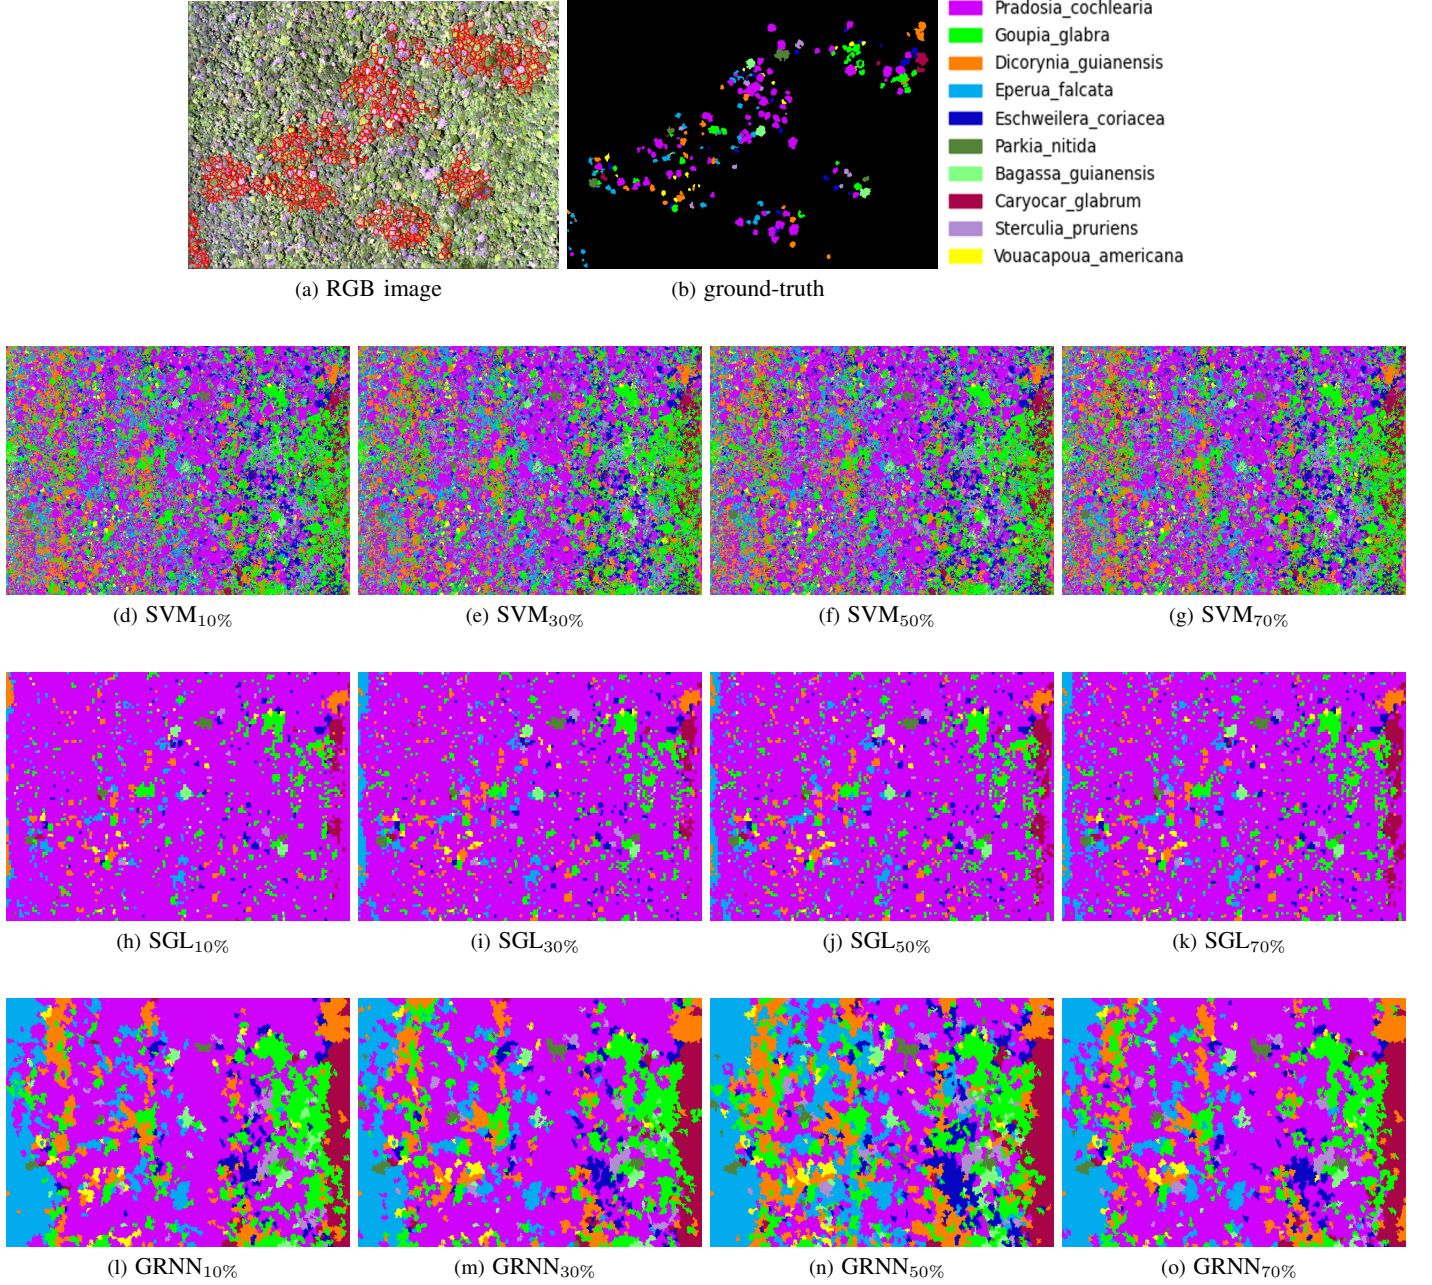 Pradosia_cochlearia
Goupia_glabra
Dicorynia_guianensis
Eperua_falcata
Eschweilera_coriacea
Parkia_nitida
Bagassa_guianensis
Caryocar_glabrum
Sterculia_pruriens
Vouacapoua_americana
(a) RGB image
(b) ground-truth
(d) SVM10%
(e) SVM30%
(f) SVM50%
(g) SVM70%
(h) SGL10%
(i) SGL30%
(j) SGL50%
(k) SGL70%
(l) GRNN10%
(m) GRNN30%
(n) GRNN50%
(o) GRNN70%